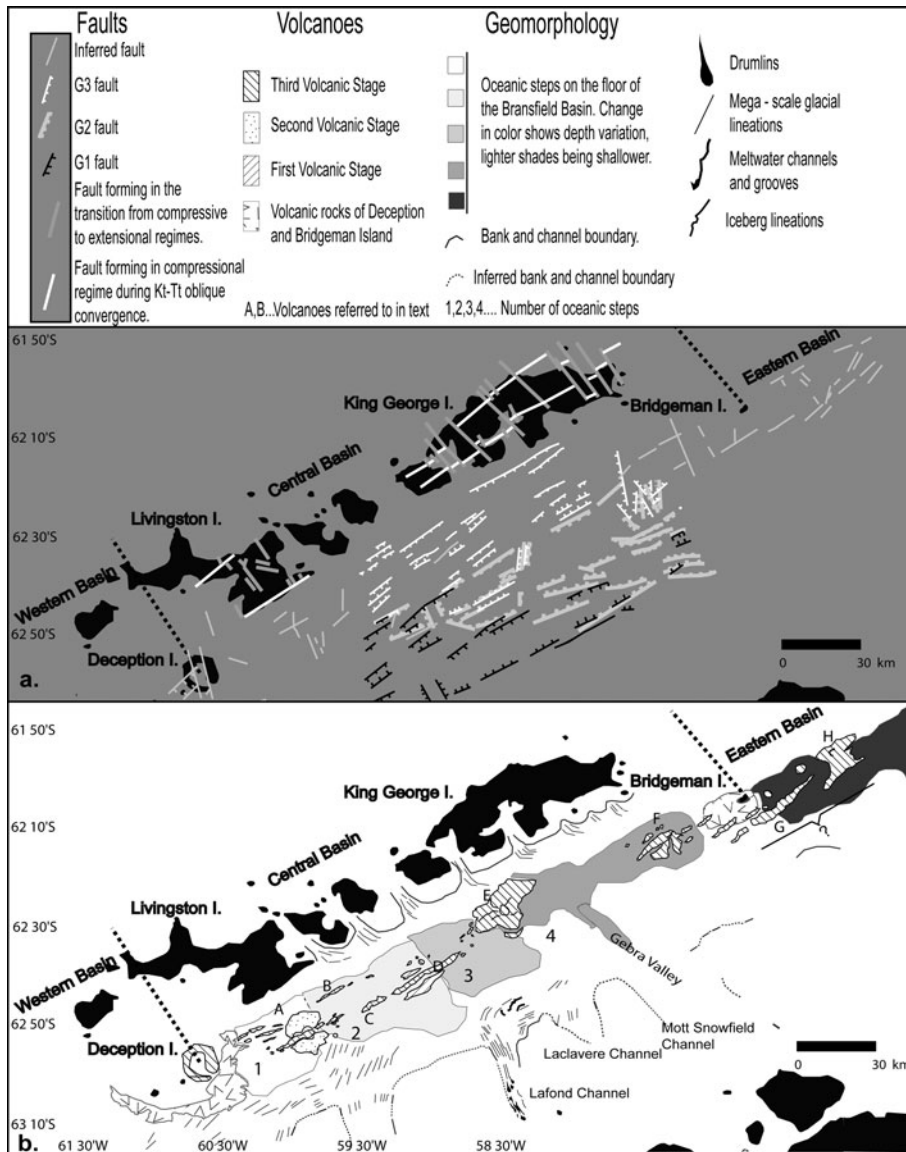 Faults
Inferred fault
G3 fault
G2 fault
G1 fault
Fault forming in the
transition from compressive
to extensional regimes.
Fault forming in compressional
regime during Kt-Tt oblique
convergence.
Volcanoes
Third Volcanic Stage
Second Volcanic Stage
First Volcanic Stage
Volcanic rocks of Deception
and Bridgeman Island
A,B...Volcanoes referred to in text
Geomorphology
Oceanic steps on the floor of
the Bransfield Basin. Change
in color shows depth variation,
lighter shades being shallower.
Bank and channel boundary.
Inferred bank and channel boundary
1,2,3,4.... Number of oceanic steps
Drumlins
Mega - scale glacial
lineations
Meltwater channels
and grooves
Iceberg lineations
61 50'S
62 10'S
62 30'S
62 50'S
Eastern Basin
King George I.
Bridgeman I.
Central Basin
Livingston I.
Western Basin
Deception I.
0 30 km
a.
61 50'S
62 10'S
62 30'S
62 50'S
63 10'S
Eastern Basin
H
King George I.
Bridgeman I.
G
F
Central Basin
E
4
Gebra Valley
Livingston I.
D
3
Western Basin
A
B
C
2
Deception I.
1
Mott Snowfield
Channel
Laclavere Channel
Lafond Channel
0 30 km
b.
61 30W
60 50'W
59 30W
58 30W